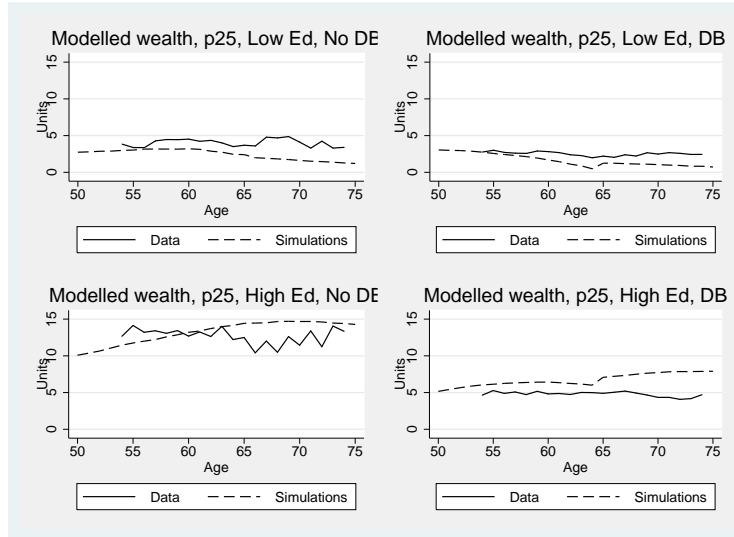 Modelled wealth, p25, Low Ed, No DB
Units
0 5 10 15
50 55 60 65 70 75
Age
Data Simulations
Modelled wealth, p25, Low Ed, DB
Units
0 5 10 15
50 55 60 65 70 75
Age
Data Simulations
Modelled wealth, p25, High Ed, No DB
Units
0 5 10 15
50 55 60 65 70 75
Age
Data Simulations
Modelled wealth, p25, High Ed, DB
Units
0 5 10 15
50 55 60 65 70 75
Age
Data Simulations